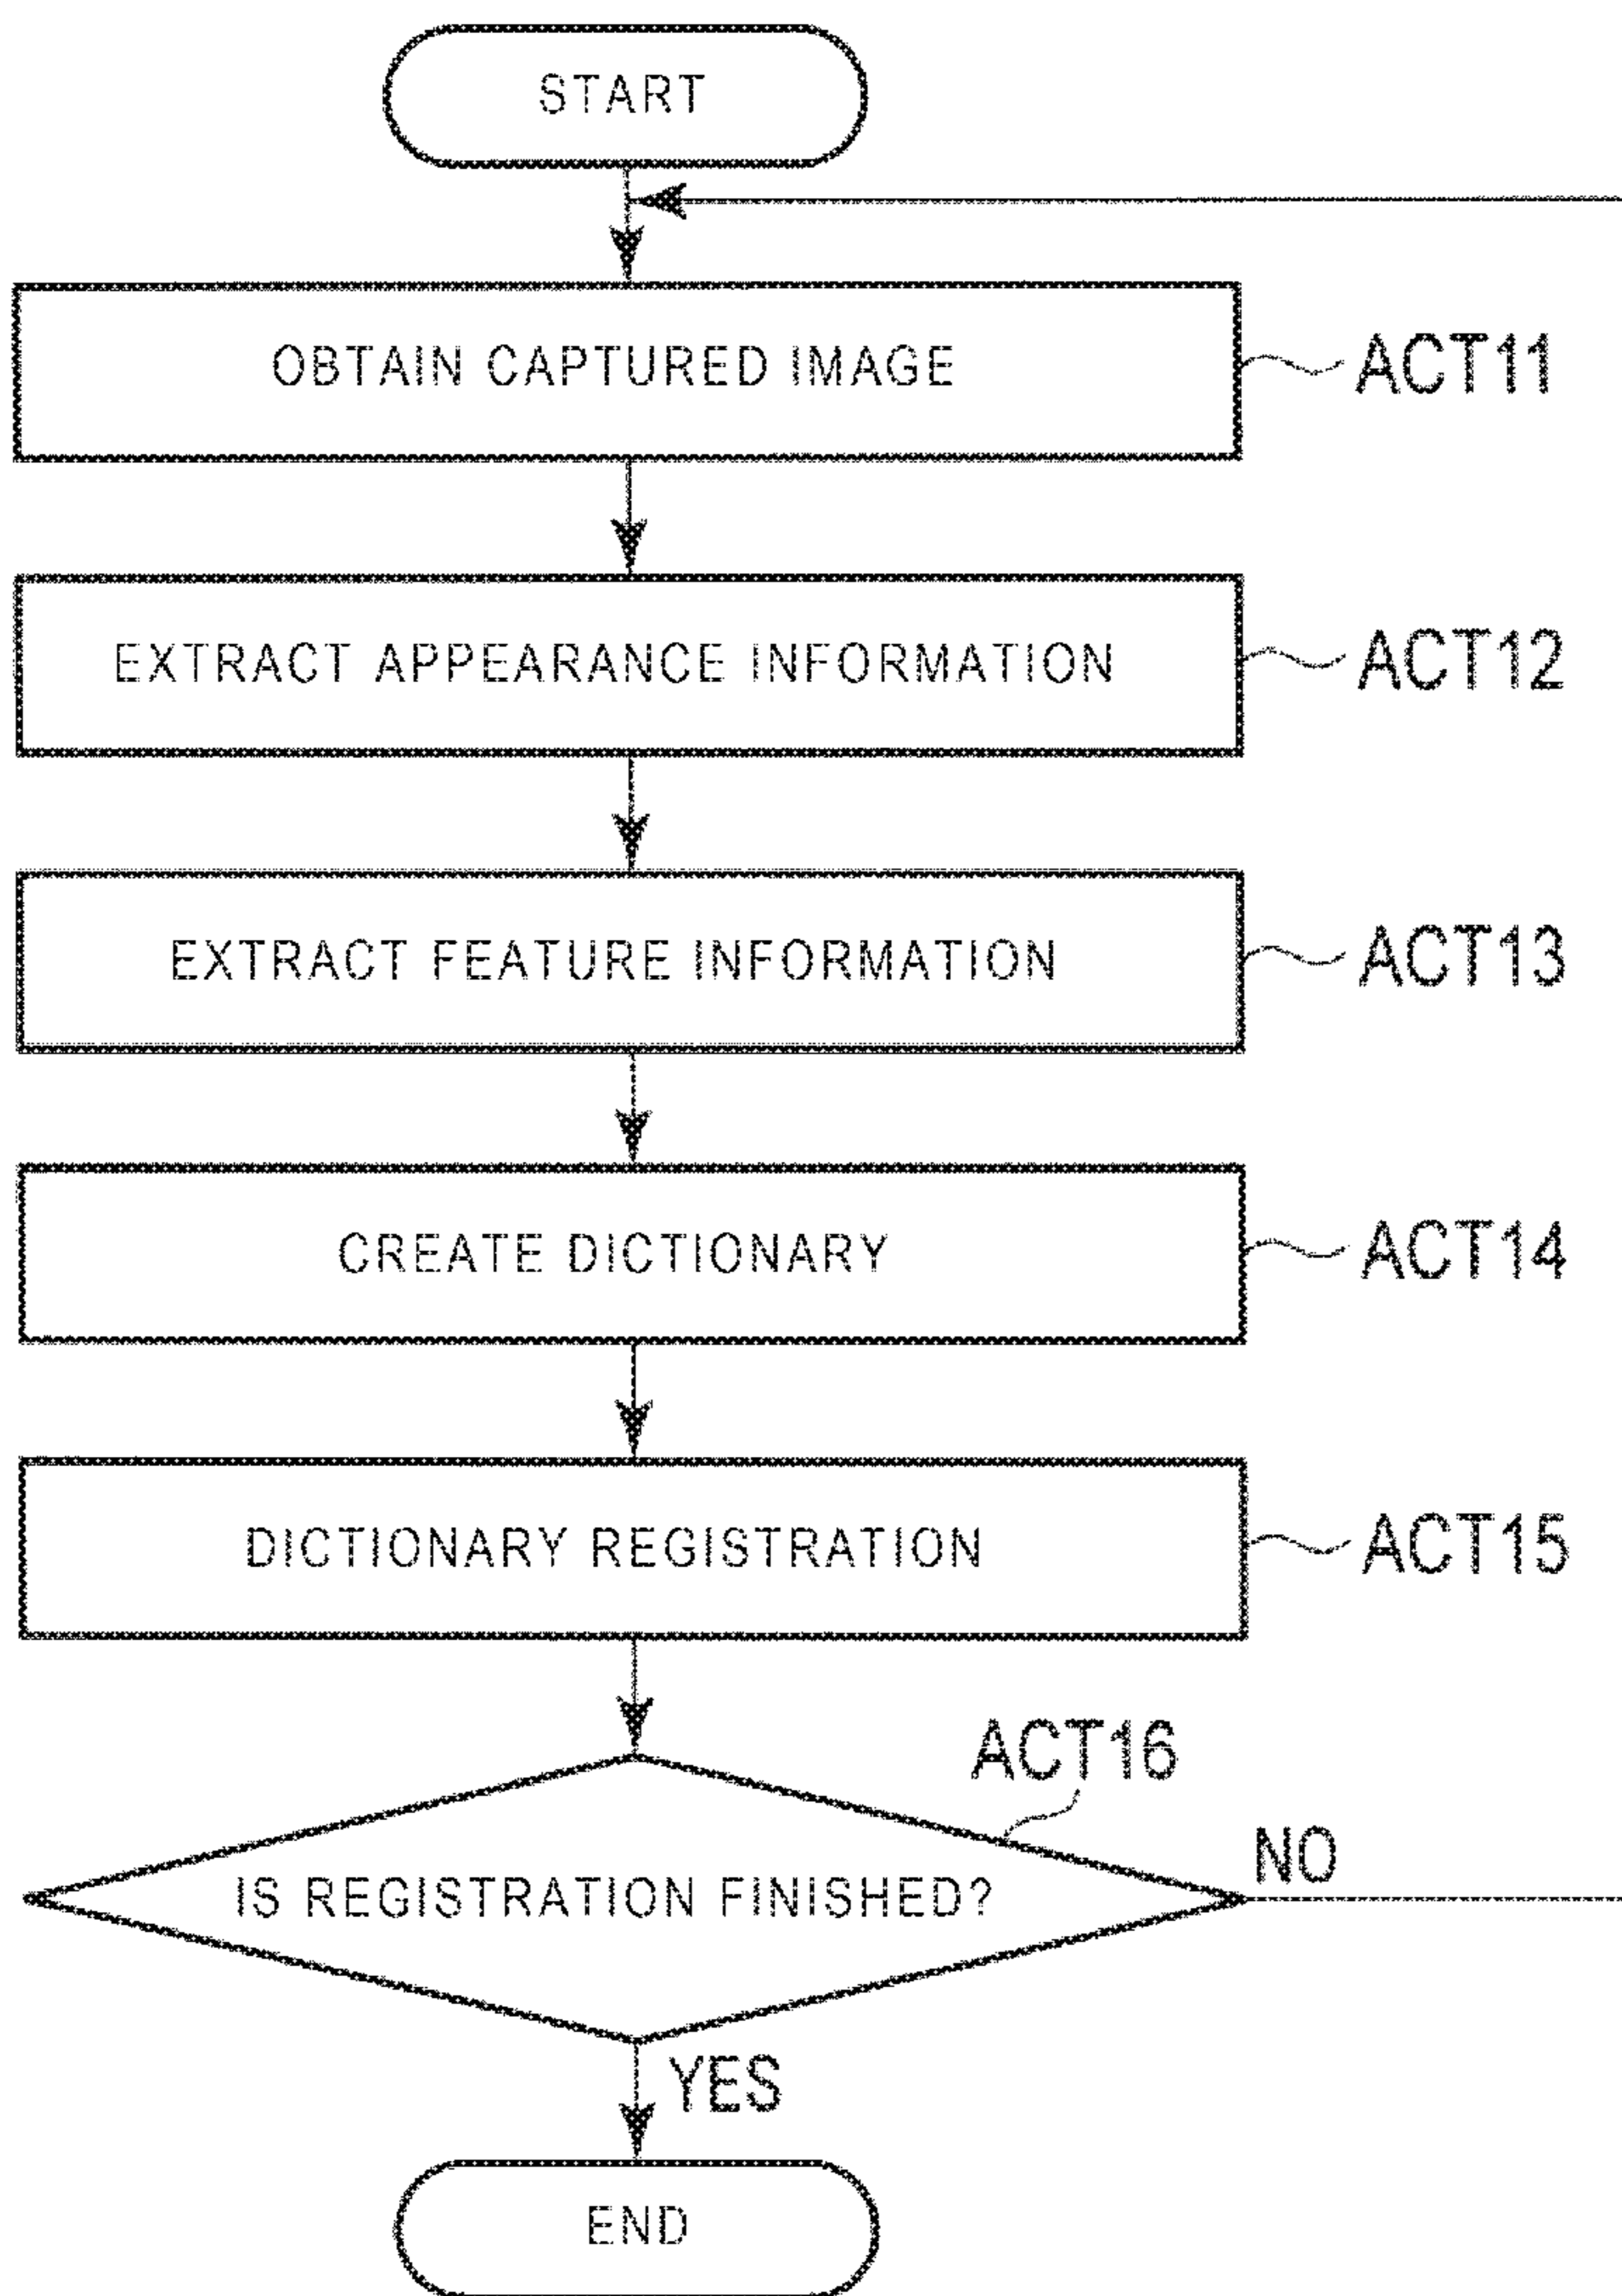 START
OBTAIN CAPTURED IMAGE
ACT11
EXTRACT APPEARANCE INFORMATION
ACT12
EXTRACT FEATURE INFORMATION
ACT13
CREATE DICTIONARY
ACT14
DICTIONARY REGISTRATION
ACT15
ACT16
IS REGISTRATION FINISHED?
NO
YES
END